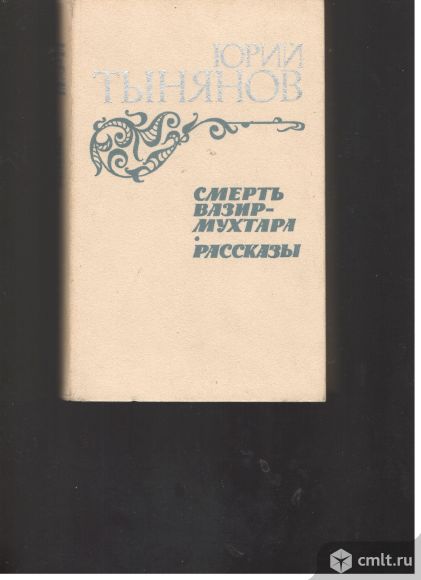 ЮРИЙ
ТЫНЯНОВ
СМЕРТЬ
ВАЗИР-
МУХТАРА
•
РАССКАЗЫ
cmlt.ru